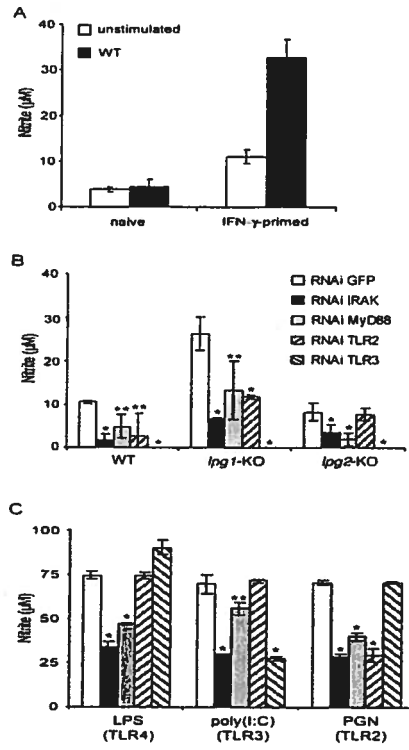 A
unstimulated
WT
Nitrite (µM)
40
30
20
10
0
naive IFN-γ-primed
B
RNAi GFP
RNAi IRAK
RNAi MyD88
RNAi TLR2
RNAi TLR3
Nitrite (µM)
40
30
20
10
0
* ** ** *
* ** * *
* * *
WT lpg1-KO lpg2-KO
C
Nitrite (µM)
100
75
50
25
0
* *
* ** *
* * *
LPS poly(I:C) PGN
(TLR4) (TLR3) (TLR2)